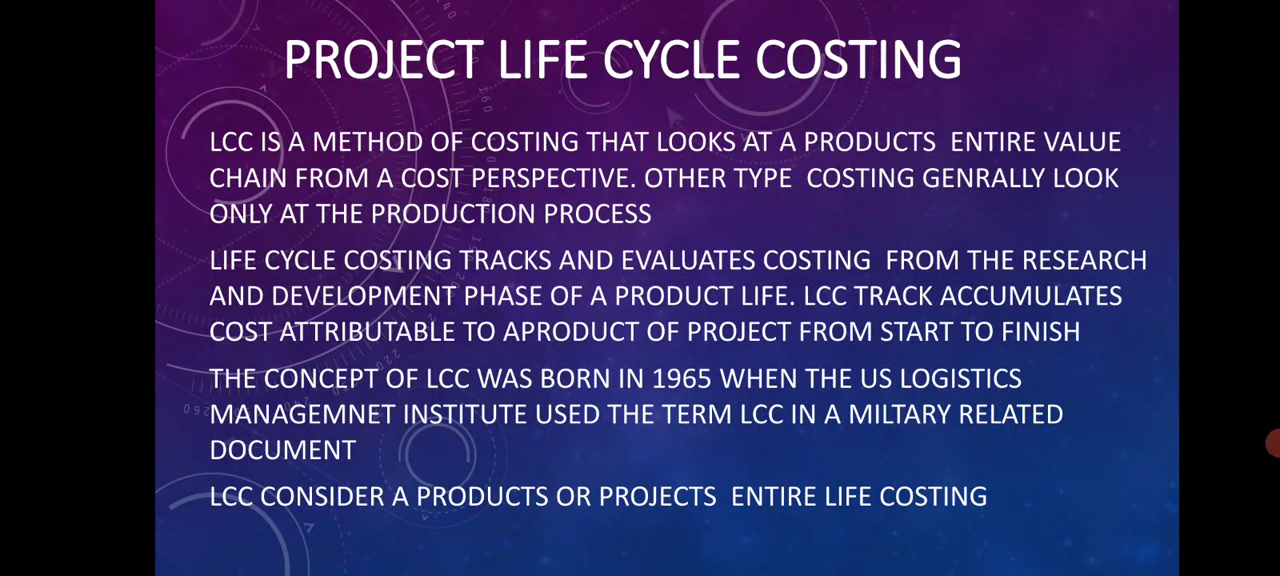 PROJECT LIFE CYCLE COSTING
LCC IS A METHOD OF COSTING THAT LOOKS AT A PRODUCTS ENTIRE VALUE
CHAIN FROM A COST PERSPECTIVE. OTHER TYPE COSTING GENRALLY LOOK
ONLY AT THE PRODUCTION PROCESS
LIFE CYCLE COSTING TRACKS AND EVALUATES COSTING FROM THE RESEARCH
AND DEVELOPMENT PHASE OF A PRODUCT LIFE. LCC TRACK ACCUMULATES
COST ATTRIBUTABLE TO APRODUCT OF PROJECT FROM START TO FINISH
THE CONCEPT OF LCC WAS BORN IN 1965 WHEN THE US LOGISTICS
MANAGEMNET INSTITUTE USED THE TERM LCC IN A MILTARY RELATED
DOCUMENT
LCC CONSIDER A PRODUCTS OR PROJECTS ENTIRE LIFE COSTING